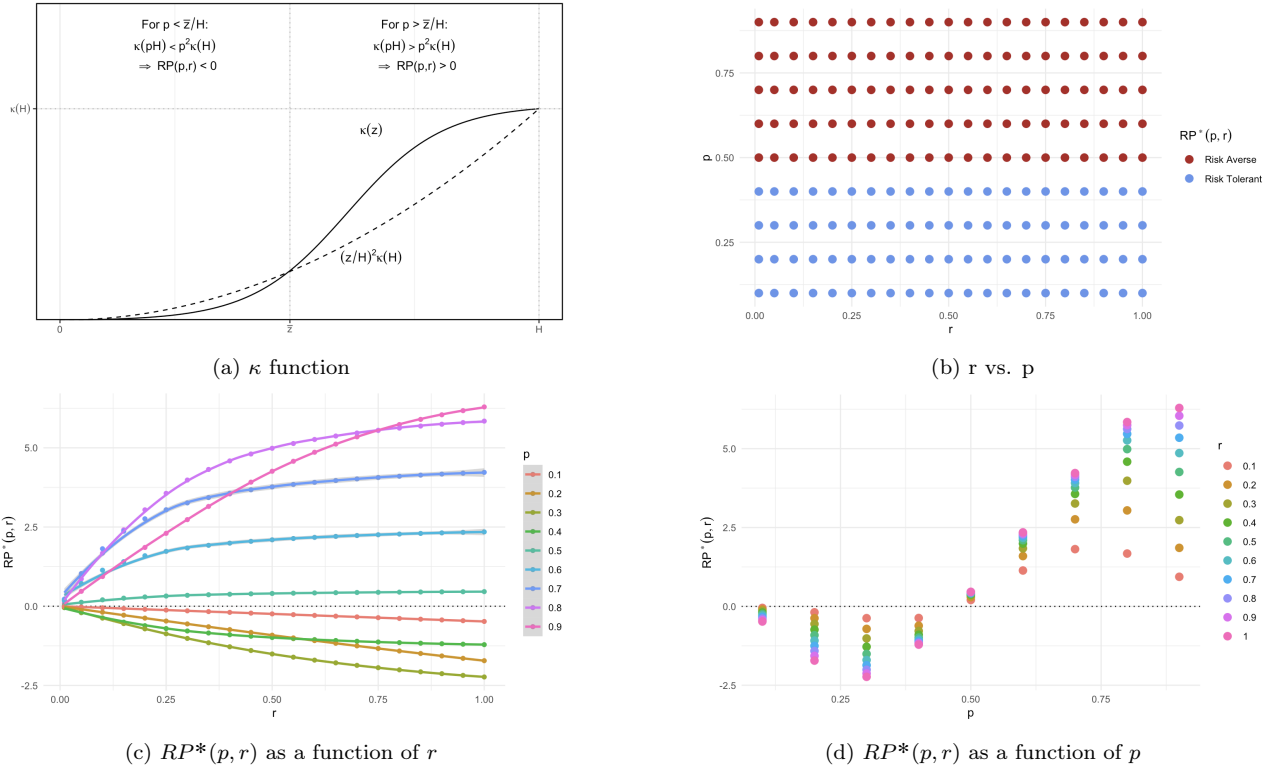 For p < z̅/H:
κ(pH) < p²κ(H)
⇒ RP(p,r) < 0
For p > z̅/H:
κ(pH) > p²κ(H)
⇒ RP(p,r) > 0
κ(H)
κ(z)
(z/H)²κ(H)
0
z̅
H
(a) κ function
p
0.75
0.50
0.25
0.00
0.25
0.50
0.75
1.00
r
RP*(p, r)
Risk Averse
Risk Tolerant
(b) r vs. p
RP*(p, r)
5.0
2.5
0.0
-2.5
0.00
0.25
0.50
0.75
1.00
r
p
0.1
0.2
0.3
0.4
0.5
0.6
0.7
0.8
0.9
(c) RP*(p, r) as a function of r
RP*(p, r)
5.0
2.5
0.0
-2.5
0.25
0.50
0.75
p
r
0.1
0.2
0.3
0.4
0.5
0.6
0.7
0.8
0.9
1
(d) RP*(p, r) as a function of p